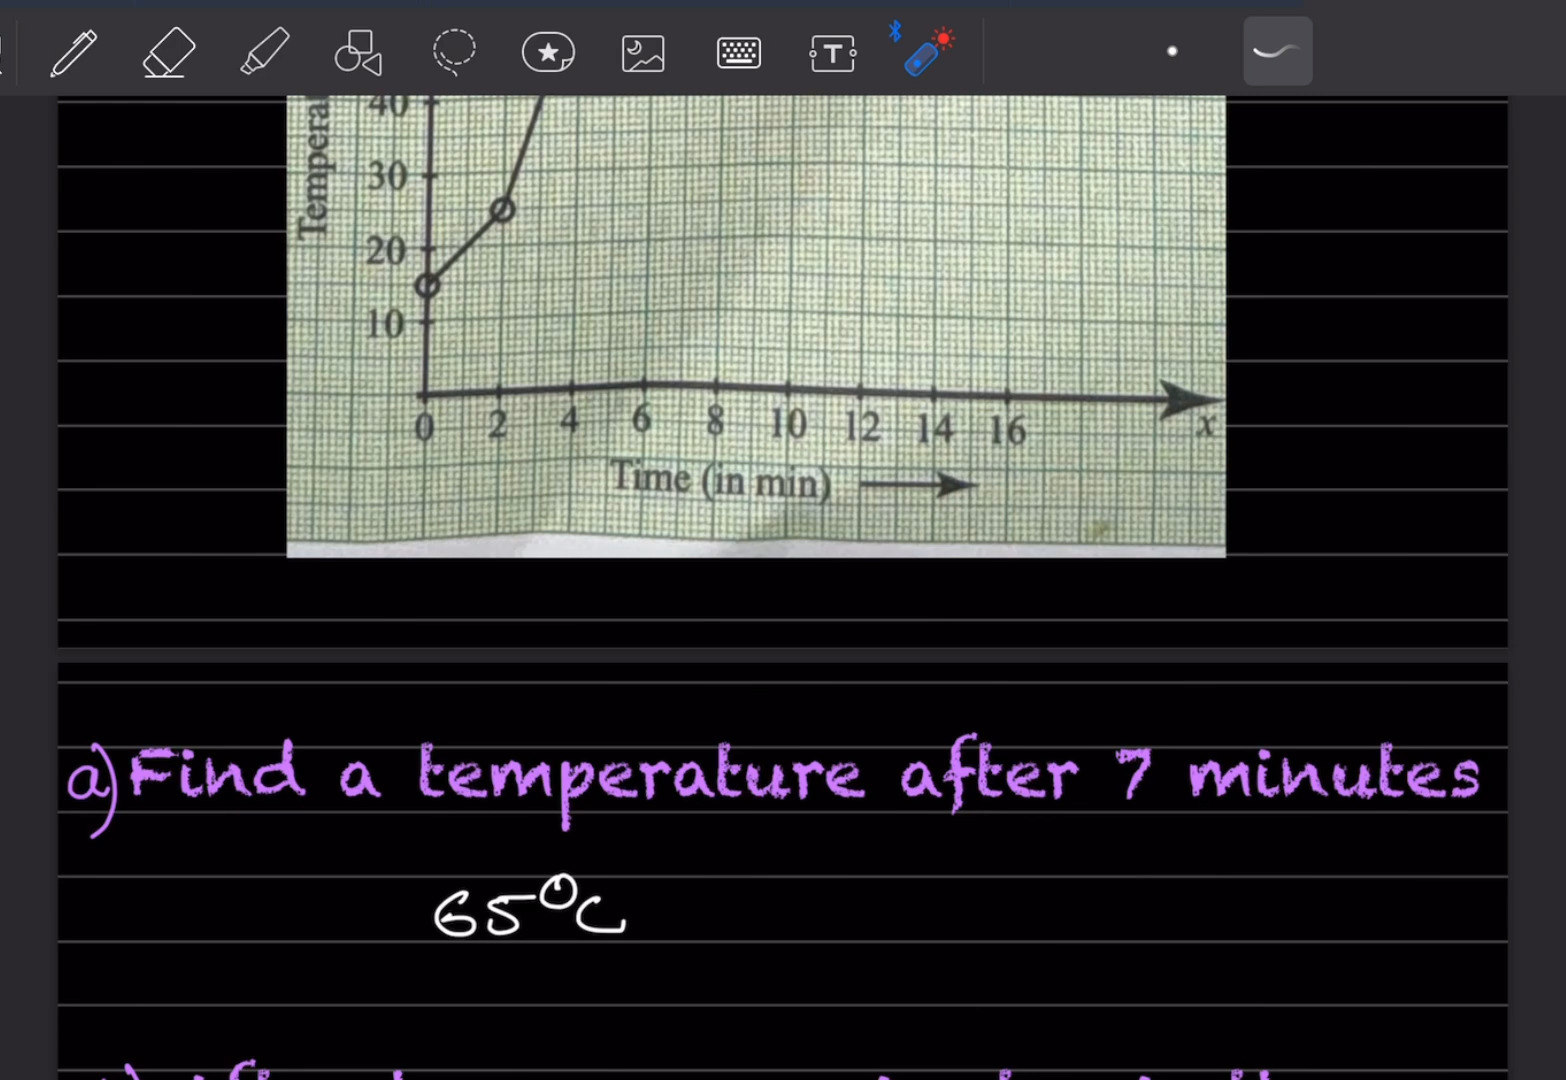 T
40
Tempera
30
20
10
0 2 4 6 8 10 12 14 16 x
Time (in min)
a) Find a temperature after 7 minutes
65°C